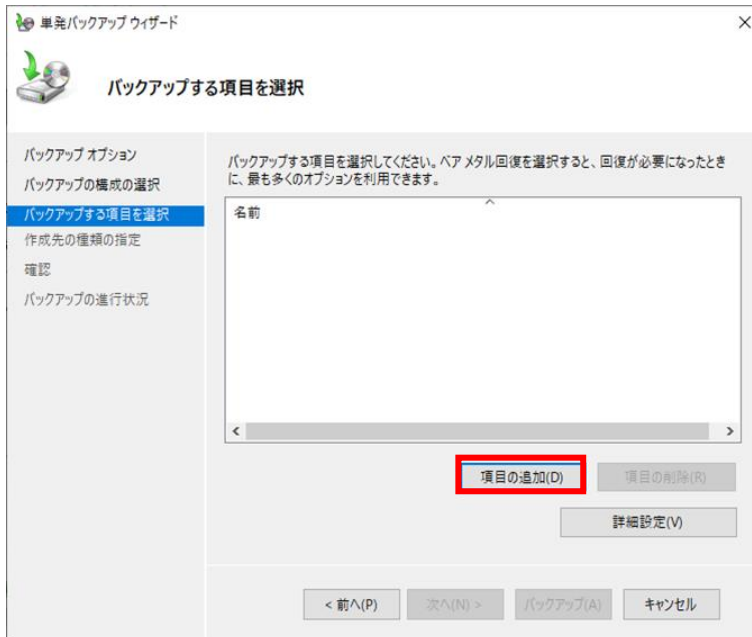 単発バックアップ ウィザード
バックアップする項目を選択
バックアップ オプション
バックアップの構成の選択
バックアップする項目を選択
作成先の種類の指定
確認
バックアップの進行状況
バックアップする項目を選択してください。ベア メタル回復を選択すると、回復が必要になったとき
に、最も多くのオプションを利用できます。
名前
項目の追加(D)
項目の削除(R)
詳細設定(V)
< 前へ(P)
次へ(N) >
バックアップ(A)
キャンセル